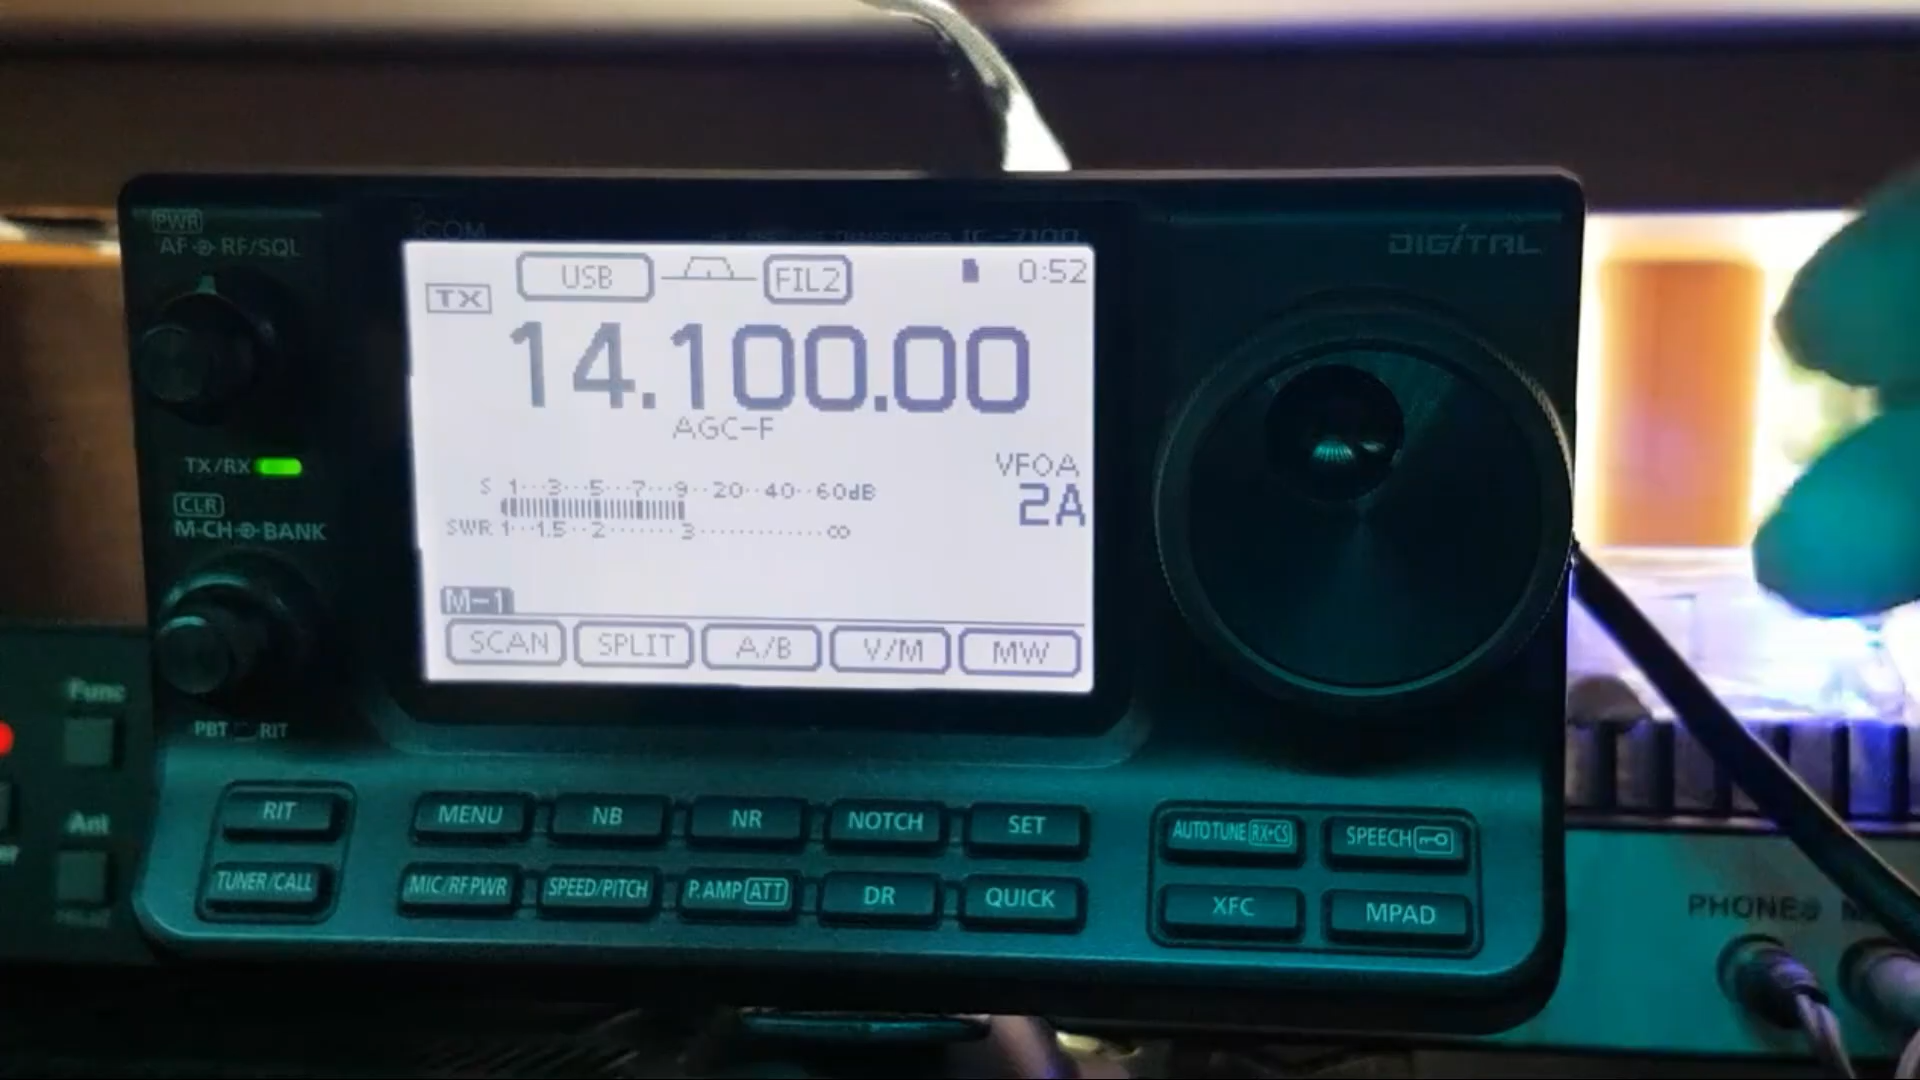 PWR
AF RF/SQL
ICOM
IC-7100
DIGITAL
USB
FIL2
0:52
TX
14.100.00
AGC-F
VFOA
2A
S 1···3···5···7···9··20··40··60dB
SWR 1···1.5··2·······3············∞
M-1
SCAN SPLIT A/B V/M MW
TX/RX
CLR
M-CH BANK
PBT RIT
Func
Ant
RIT
MENU NB NR NOTCH SET
AUTO TUNE RX▸CS SPEECH
TUNER/CALL
MIC/RF PWR SPEED/PITCH P.AMP ATT DR QUICK
XFC MPAD
PHONES